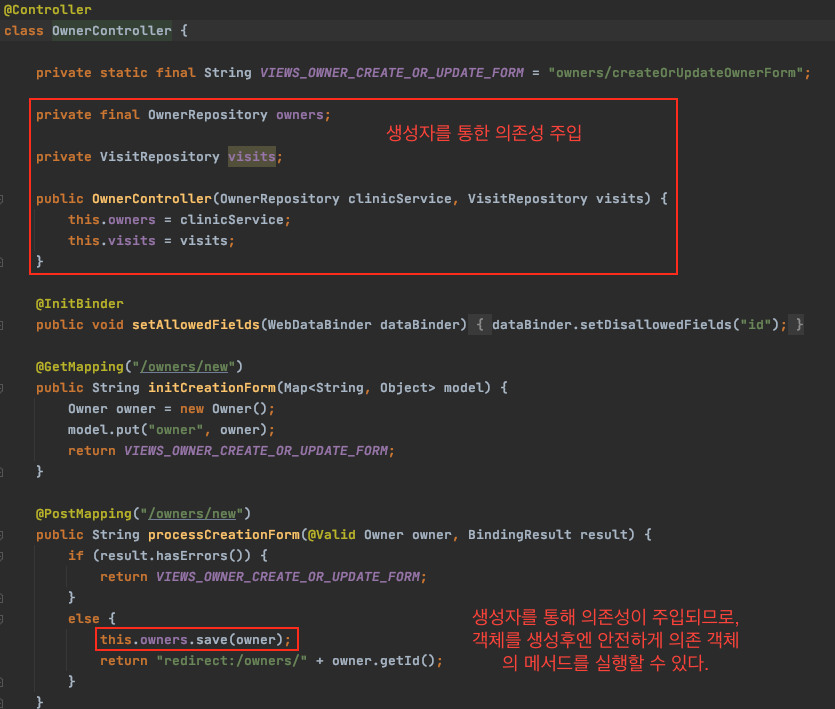 @Controller
class OwnerController {
private static final String VIEWS_OWNER_CREATE_OR_UPDATE_FORM = "owners/createOrUpdateOwnerForm";
private final OwnerRepository owners;
생성자를 통한 의존성 주입
private VisitRepository visits;
public OwnerController(OwnerRepository clinicService, VisitRepository visits) {
this.owners = clinicService;
this.visits = visits;
}
@InitBinder
public void setAllowedFields(WebDataBinder dataBinder) { dataBinder.setDisallowedFields("id"); }
@GetMapping("/owners/new")
public String initCreationForm(Map<String, Object> model) {
Owner owner = new Owner();
model.put("owner", owner);
return VIEWS_OWNER_CREATE_OR_UPDATE_FORM;
}
@PostMapping("/owners/new")
public String processCreationForm(@Valid Owner owner, BindingResult result) {
if (result.hasErrors()) {
return VIEWS_OWNER_CREATE_OR_UPDATE_FORM;
}
else {
this.owners.save(owner);
return "redirect:/owners/" + owner.getId();
}
}
생성자를 통해 의존성이 주입되므로,
객체를 생성후엔 안전하게 의존 객체
의 메서드를 실행할 수 있다.